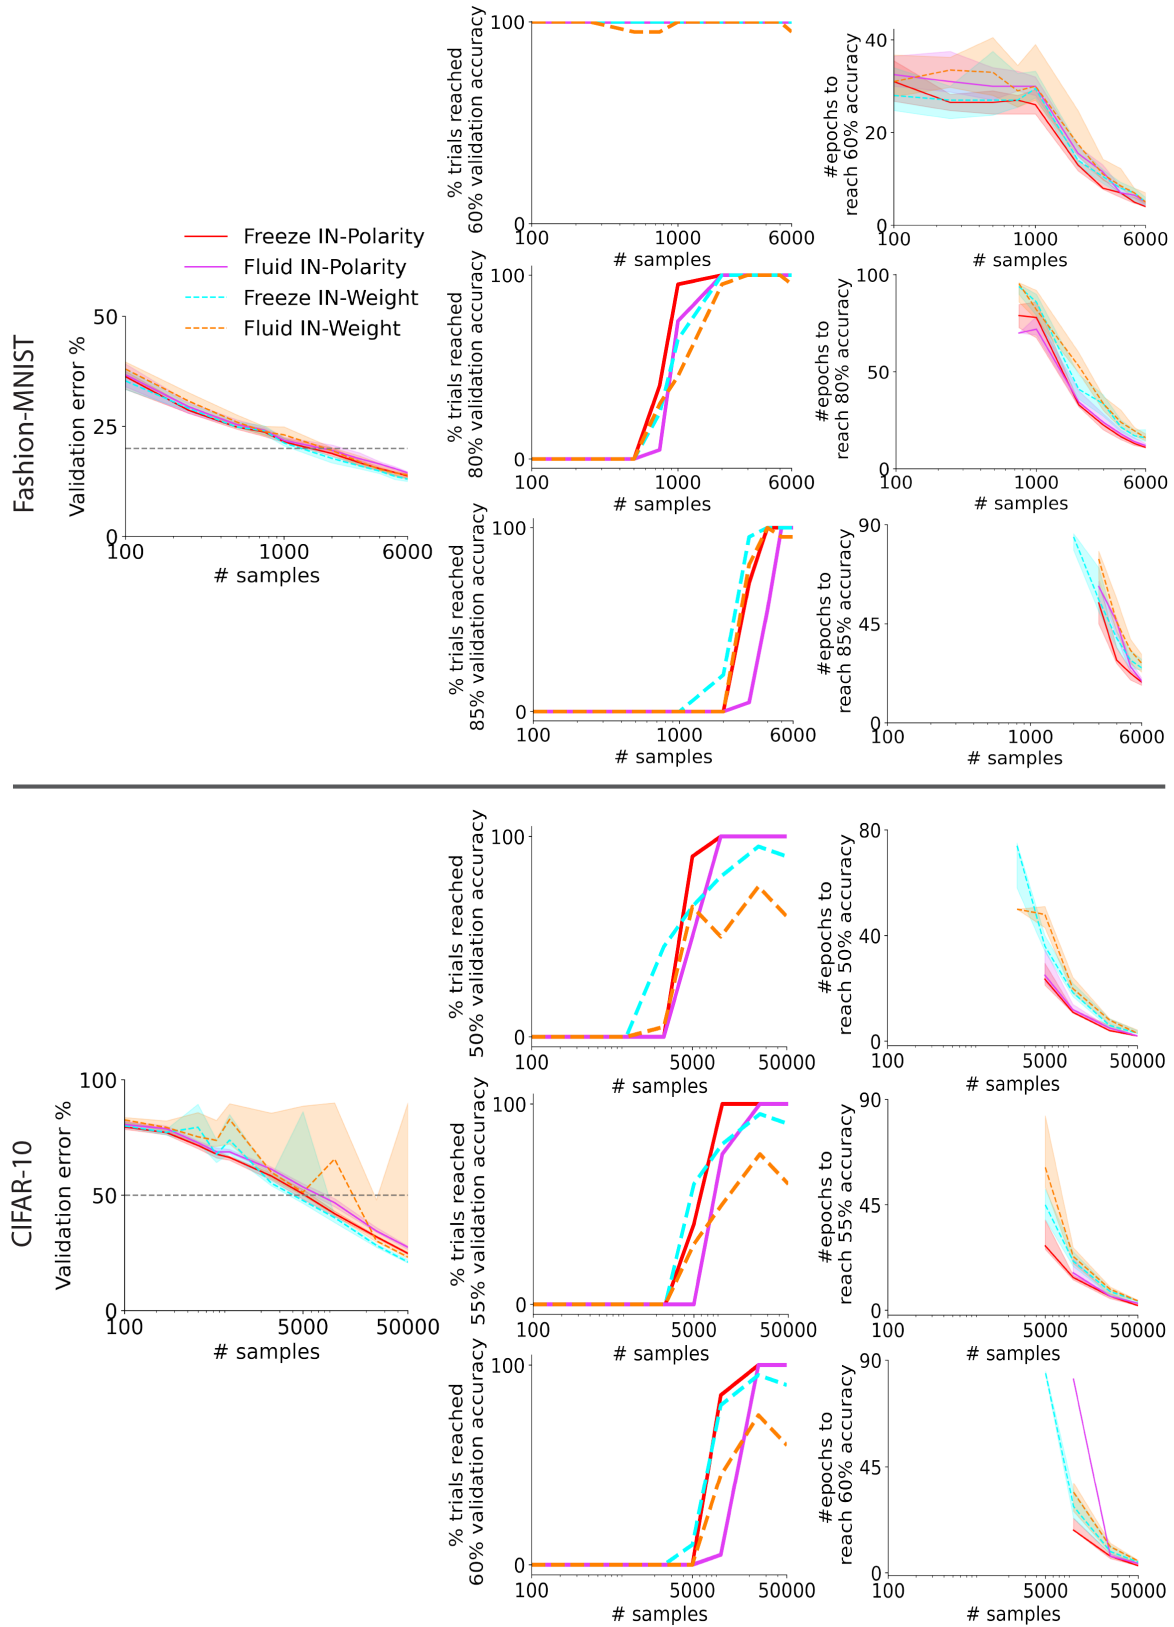 Fashion-MNIST
Freeze IN-Polarity
Fluid IN-Polarity
Freeze IN-Weight
Fluid IN-Weight
Validation error %
50
25
0
100
1000
6000
# samples
% trials reached
60% validation accuracy
100
0
100
1000
6000
# samples
#epochs to
reach 60% accuracy
40
20
0
100
1000
6000
# samples
% trials reached
80% validation accuracy
100
0
100
1000
6000
# samples
#epochs to
reach 80% accuracy
100
50
0
100
1000
6000
# samples
% trials reached
85% validation accuracy
100
0
100
1000
6000
# samples
#epochs to
reach 85% accuracy
90
45
0
100
1000
6000
# samples
CIFAR-10
Validation error %
100
50
0
100
5000
50000
# samples
% trials reached
50% validation accuracy
100
0
100
5000
50000
# samples
#epochs to
reach 50% accuracy
80
40
0
100
5000
50000
# samples
% trials reached
55% validation accuracy
100
0
100
5000
50000
# samples
#epochs to
reach 55% accuracy
90
45
0
100
5000
50000
# samples
% trials reached
60% validation accuracy
100
0
100
5000
50000
# samples
#epochs to
reach 60% accuracy
90
45
0
100
5000
50000
# samples